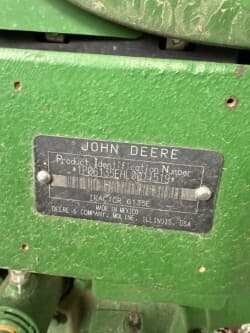 JOHN DEERE
Product Identification Number
TRACTOR 6135E
MADE IN MEXICO
DEERE & COMPANY, MOLINE, ILLINOIS, USA